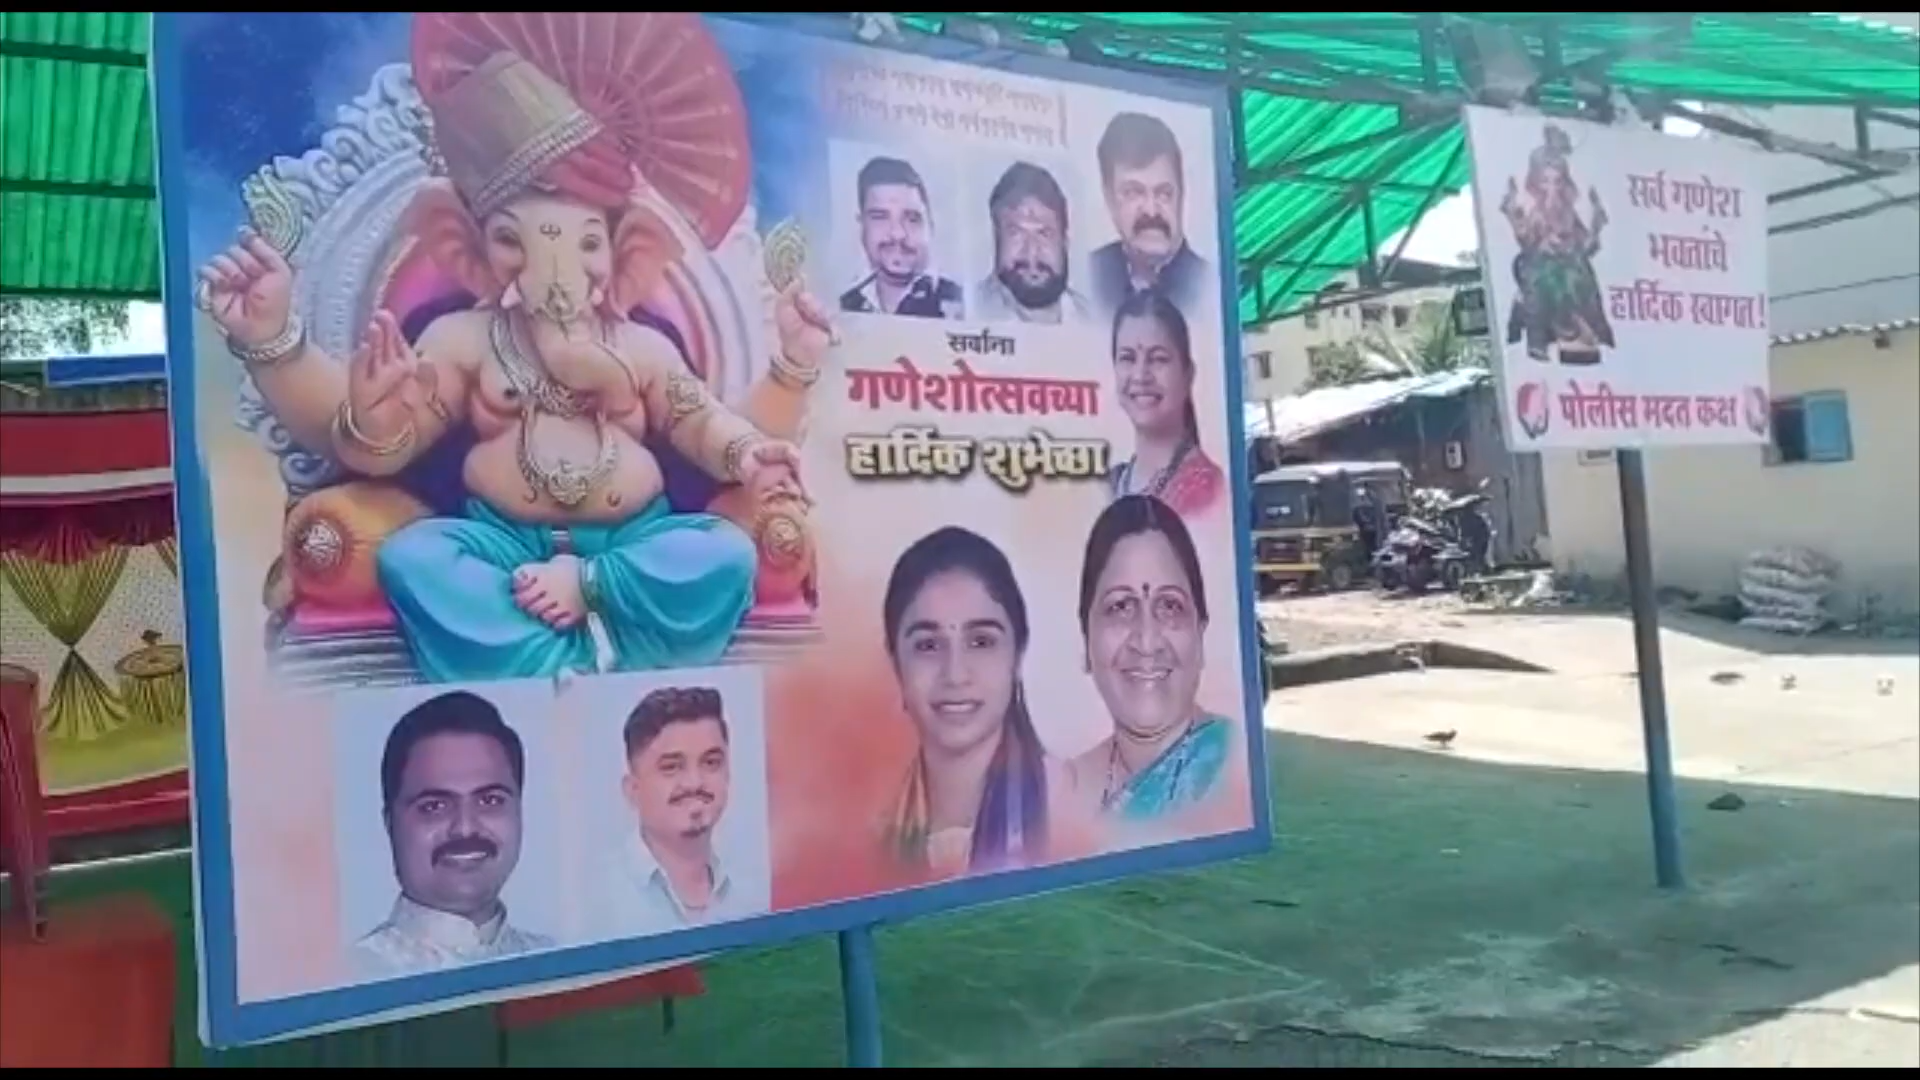 सर्वांना
गणेशोत्सवच्या
हार्दिक शुभेच्छा
सर्व गणेश
भक्तांचे
हार्दिक स्वागत!
पोलीस मदत कक्ष